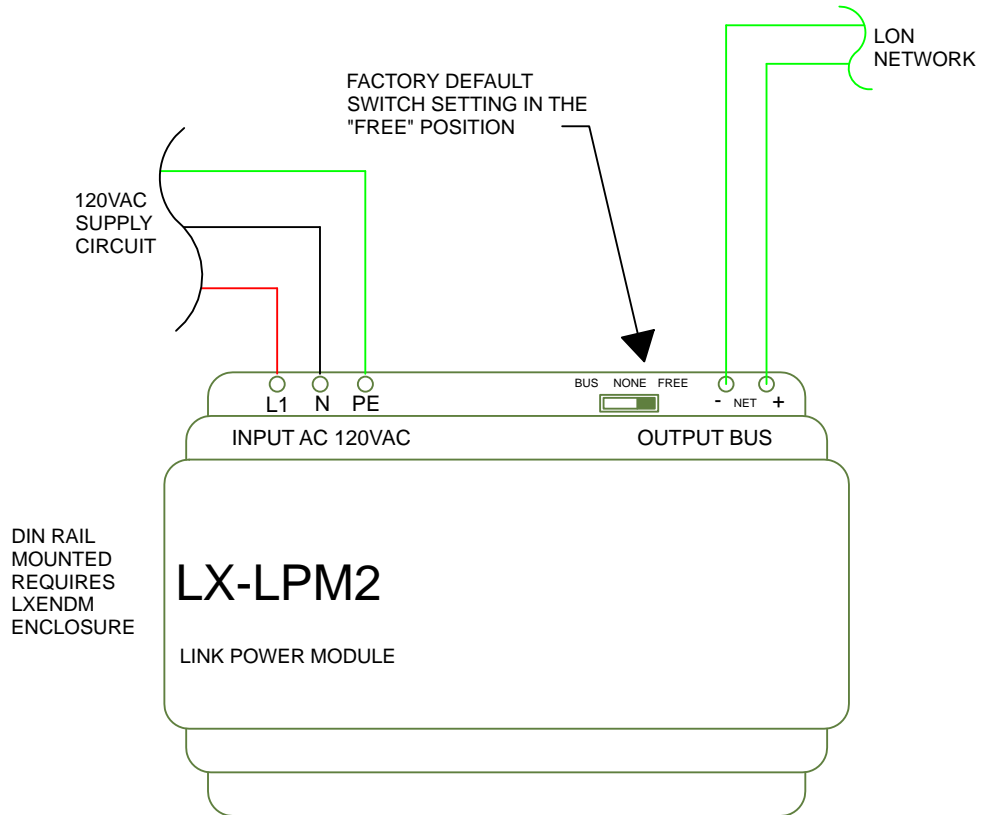 LON
NETWORK
FACTORY DEFAULT
SWITCH SETTING IN THE
"FREE" POSITION
120VAC
SUPPLY
CIRCUIT
BUS NONE FREE
L1 N PE
- NET +
INPUT AC 120VAC
OUTPUT BUS
DIN RAIL
MOUNTED
REQUIRES
LXENDM
ENCLOSURE
LX-LPM2
LINK POWER MODULE